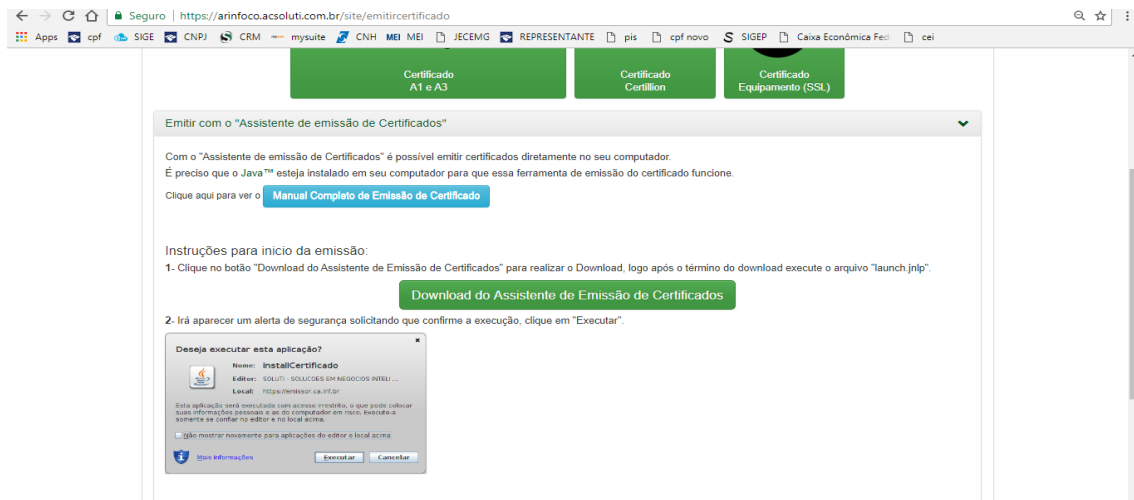 Seguro | https://arinfoco.acsoluti.com.br/site/emitircertificado
Apps cpf SIGE CNPJ CRM mysuite CNH MEI MEI JECEMG REPRESENTANTE pis cpf novo S SIGEP Caixa Econômica Fed cei
Certificado
A1 e A3
Certificado
Certillion
Certificado
Equipamento (SSL)
Emitir com o "Assistente de emissão de Certificados"
Com o "Assistente de emissão de Certificados" é possível emitir certificados diretamente no seu computador.
É preciso que o Java™ esteja instalado em seu computador para que essa ferramenta de emissão do certificado funcione.
Clique aqui para ver o Manual Completo de Emissão de Certificado
Instruções para inicio da emissão:
1- Clique no botão "Download do Assistente de Emissão de Certificados" para realizar o Download, logo após o término do download execute o arquivo "launch.jnlp".
Download do Assistente de Emissão de Certificados
2- Irá aparecer um alerta de segurança solicitando que confirme a execução, clique em "Executar".
Deseja executar esta aplicação?
Nome: InstallCertificado
Editor: SOLUTI - SOLUCOES EM NEGOCIOS INTELI ...
Local: https://emissor.ca.inf.br
Esta aplicação será executada com acesso irrestrito, o que pode colocar
suas informações pessoais e as do computador em risco. Execute-a
somente se confiar no editor e no local acima.
Não mostrar novamente para aplicações do editor e local acima
Mais Informações Executar Cancelar